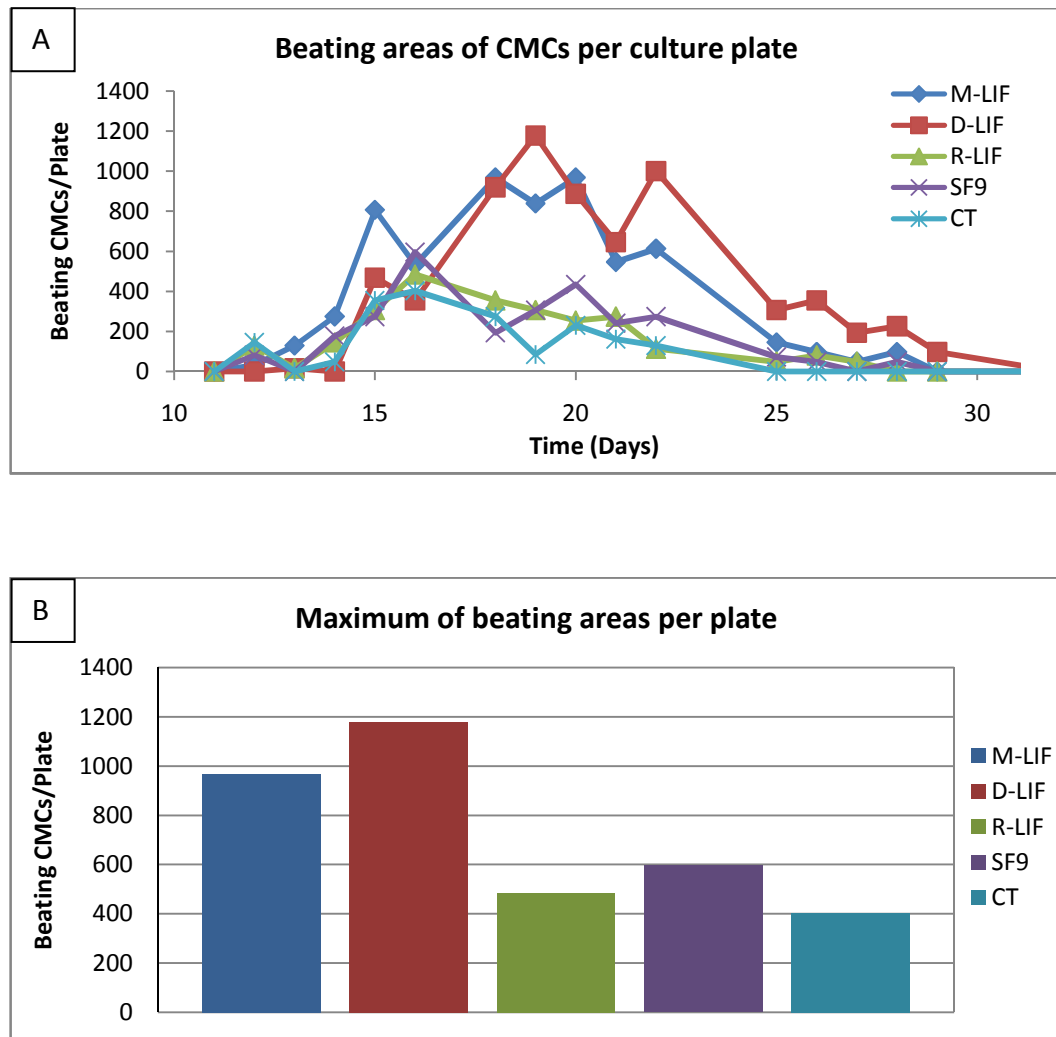 A
Beating areas of CMCs per culture plate
Beating CMCs/Plate
1400
1200
1000
800
600
400
200
0
10 15 20 25 30
Time (Days)
M-LIF
D-LIF
R-LIF
SF9
CT
B
Maximum of beating areas per plate
Beating CMCs/Plate
1400
1200
1000
800
600
400
200
0
M-LIF
D-LIF
R-LIF
SF9
CT